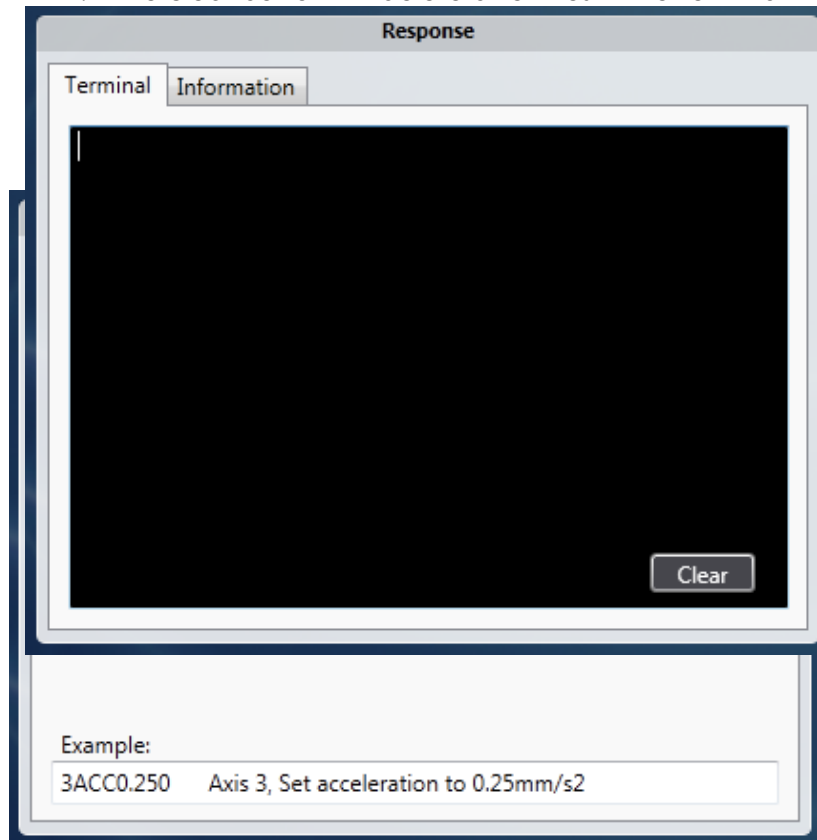 Response
Terminal Information
Clear
Example:
3ACC0.250 Axis 3, Set acceleration to 0.25mm/s2